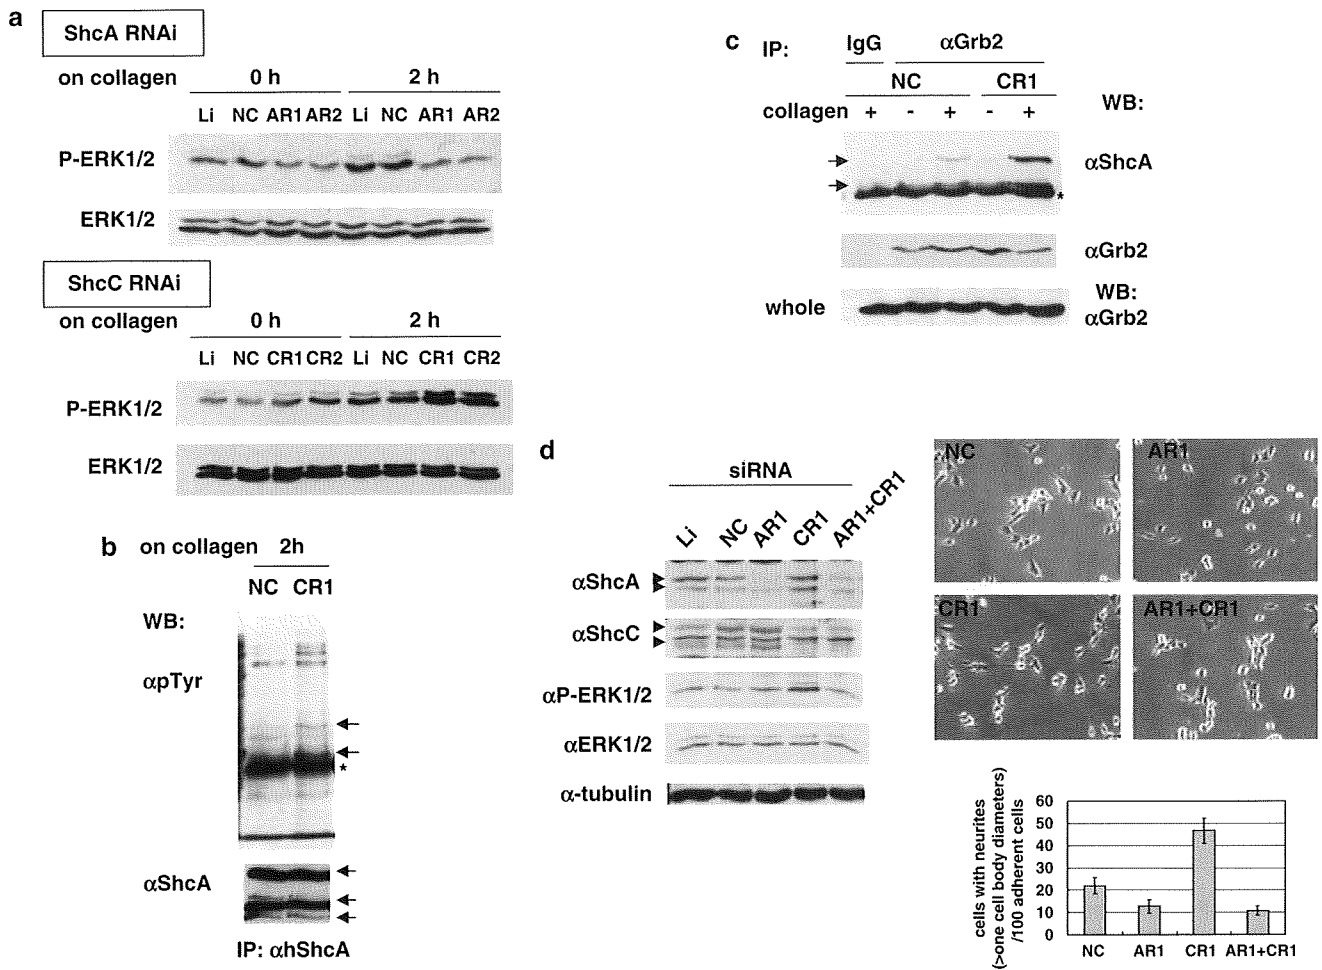 a
ShcA RNAi
on collagen 0 h 2 h
Li NC AR1 AR2 Li NC AR1 AR2
P-ERK1/2
ERK1/2
ShcC RNAi
on collagen 0 h 2 h
Li NC CR1 CR2 Li NC CR1 CR2
P-ERK1/2
ERK1/2
b on collagen 2h
NC CR1
WB:
αpTyr
*
αShcA
IP: αhShcA
c IP: IgG αGrb2
NC CR1
WB:
collagen + - + - +
αShcA
*
αGrb2
whole
WB:
αGrb2
d
siRNA
Li NC AR1 CR1 AR1+CR1
αShcA
αShcC
αP-ERK1/2
αERK1/2
α-tubulin
NC AR1
CR1 AR1+CR1
cells with neurites
(>one cell body diameters)
/100 adherent cells
60
50
40
30
20
10
0
NC AR1 CR1 AR1+CR1